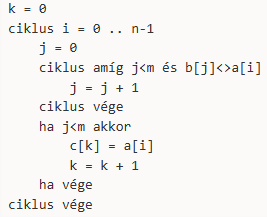 k = 0
ciklus i = 0 .. n-1
    j = 0
    ciklus amíg j<m és b[j]<>a[i]
        j = j + 1
    ciklus vége
    ha j<m akkor
        c[k] = a[i]
        k = k + 1
    ha vége
ciklus vége